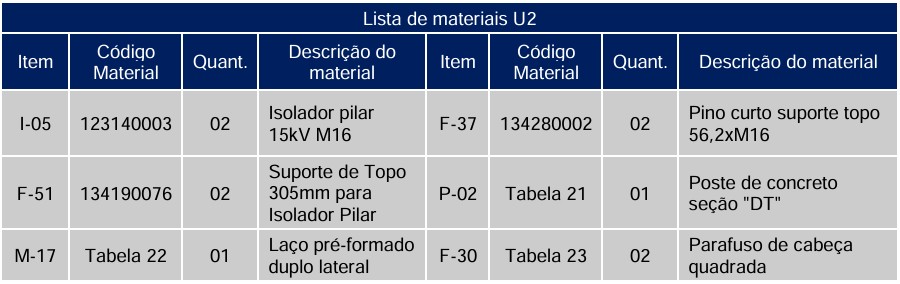 Lista de materiais U2
Item Código Material Quant. Descrição do material Item Código Material Quant. Descrição do material
I-05 123140003 02 Isolador pilar 15kV M16 F-37 134280002 02 Pino curto suporte topo 56,2xM16
F-51 134190076 02 Suporte de Topo 305mm para Isolador Pilar P-02 Tabela 21 01 Poste de concreto seção "DT"
M-17 Tabela 22 01 Laço pré-formado duplo lateral F-30 Tabela 23 02 Parafuso de cabeça quadrada